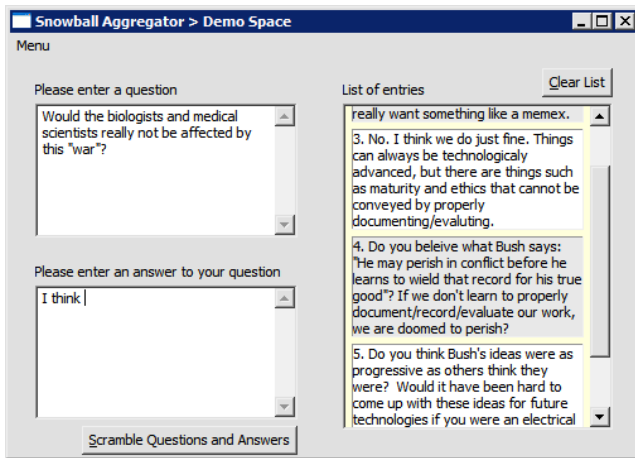 Snowball Aggregator > Demo Space
Menu
Please enter a question
Would the biologists and medical
scientists really not be affected by
this "war"?
Please enter an answer to your question
I think
Scramble Questions and Answers
List of entries
Clear List
really want something like a memex.
3. No. I think we do just fine. Things
can always be technologicaly
advanced, but there are things such
as maturity and ethics that cannot be
conveyed by properly
documenting/evaluting.
4. Do you beleive what Bush says:
"He may perish in conflict before he
learns to wield that record for his true
good"? If we don't learn to properly
document/record/evaluate our work,
we are doomed to perish?
5. Do you think Bush's ideas were as
progressive as others think they
were? Would it have been hard to
come up with these ideas for future
technologies if you were an electrical